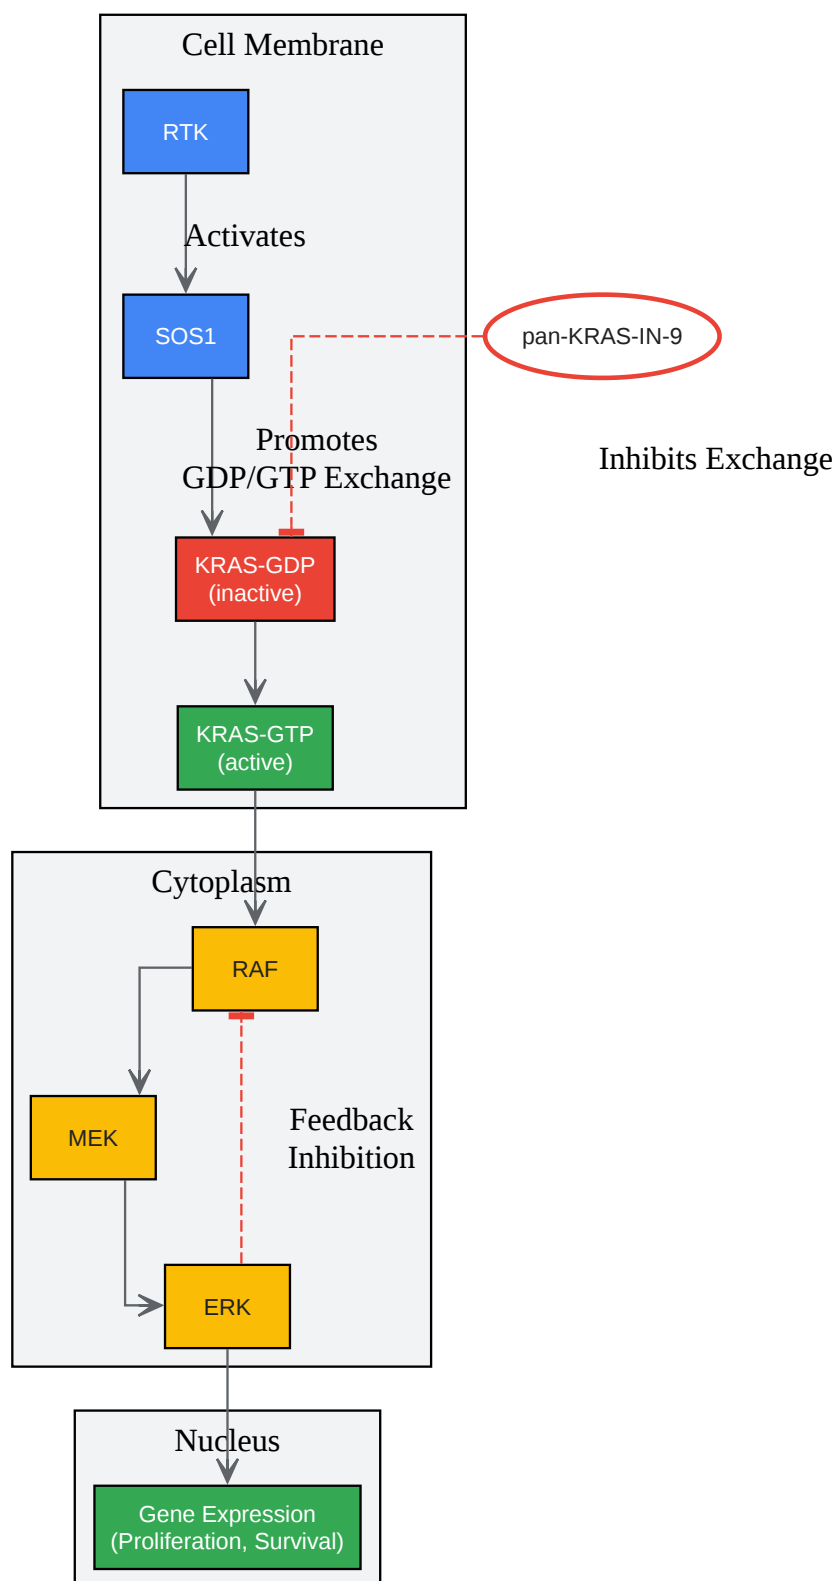 Cell Membrane
RTK
Activates
SOS1
pan-KRAS-IN-9
Promotes
GDP/GTP Exchange
Inhibits Exchange
KRAS-GDP
(inactive)
KRAS-GTP
(active)
Cytoplasm
RAF
MEK
Feedback
Inhibition
ERK
Nucleus
Gene Expression
(Proliferation, Survival)